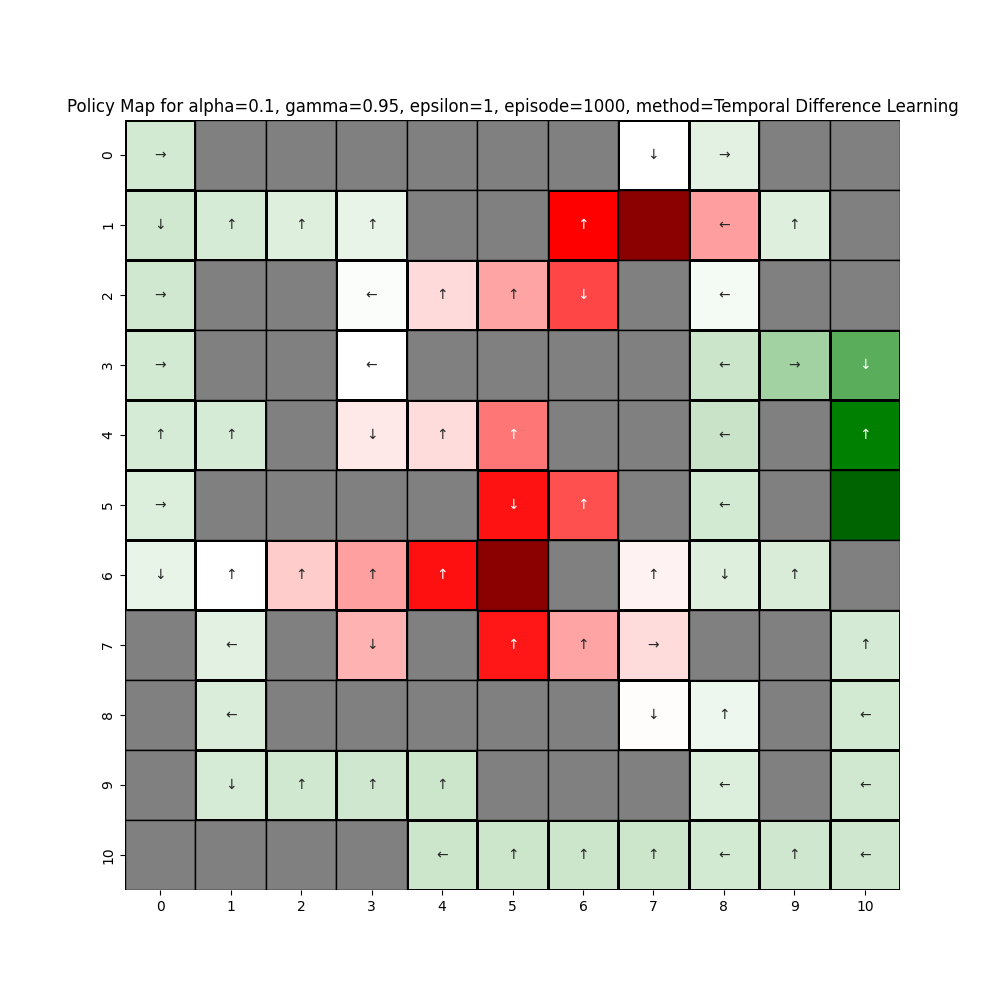 Policy Map for alpha=0.1, gamma=0.95, epsilon=1, episode=1000, method=Temporal Difference Learning
0 → ↓ →
1 ↓ ↑ ↑ ↑ ↑ ← ↑
2 → ← ↑ ↑ ↓ ←
3 → ← ← → ↓
4 ↑ ↑ ↓ ↑ ↑ ← ↑
5 → ↓ ↑ ←
6 ↓ ↑ ↑ ↑ ↑ ↑ ↓ ↑
7 ← ↓ ↑ ↑ → ↑
8 ← ↓ ↑ ←
9 ↓ ↑ ↑ ↑ ← ←
10 ← ↑ ↑ ↑ ← ↑ ←
0 1 2 3 4 5 6 7 8 9 10